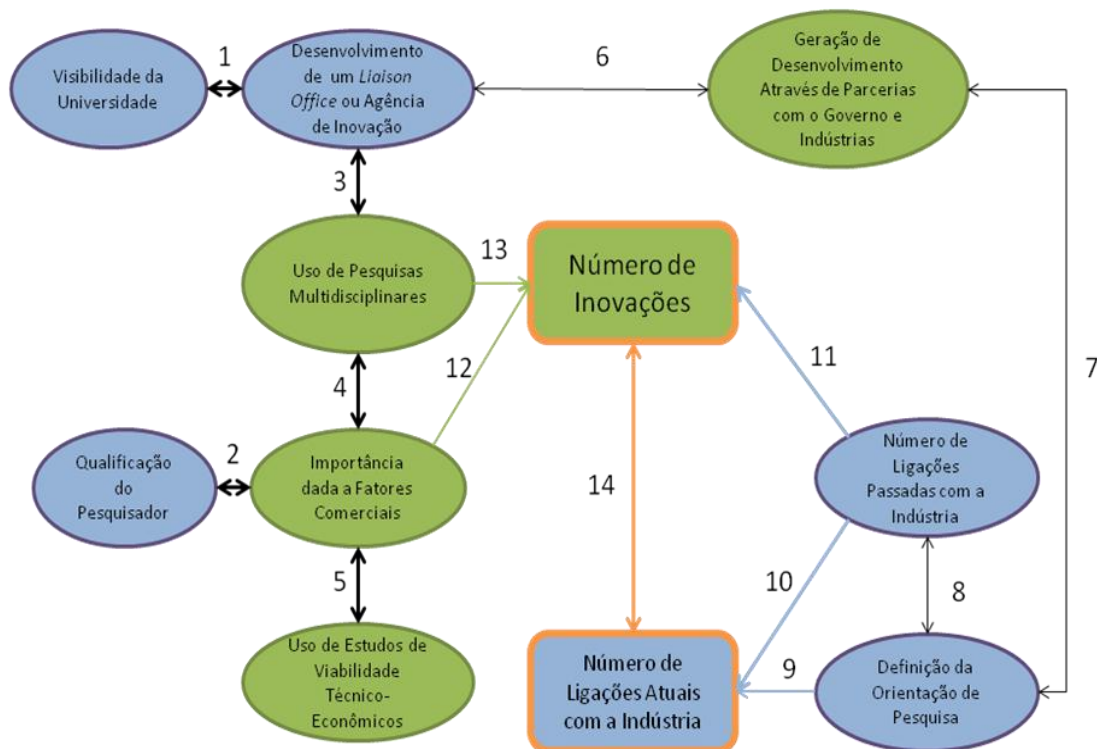 Visibilidade da
Universidade
1
Desenvolvimento
de um Liaison
Office ou Agência
de Inovação
6
Geração de
Desenvolvimento
Através de Parcerias
com o Governo e
Indústrias
3
Uso de Pesquisas
Multidisciplinares
13
Número de
Inovações
12
11
7
4
Qualificação
do
Pesquisador
2
Importância
dada a Fatores
Comerciais
14
Número de
Ligações
Passadas com a
Indústria
5
10
8
Uso de Estudos de
Viabilidade
Técnico-
Econômicos
Número de
Ligações Atuais
com a Indústria
9
Definição da
Orientação de
Pesquisa